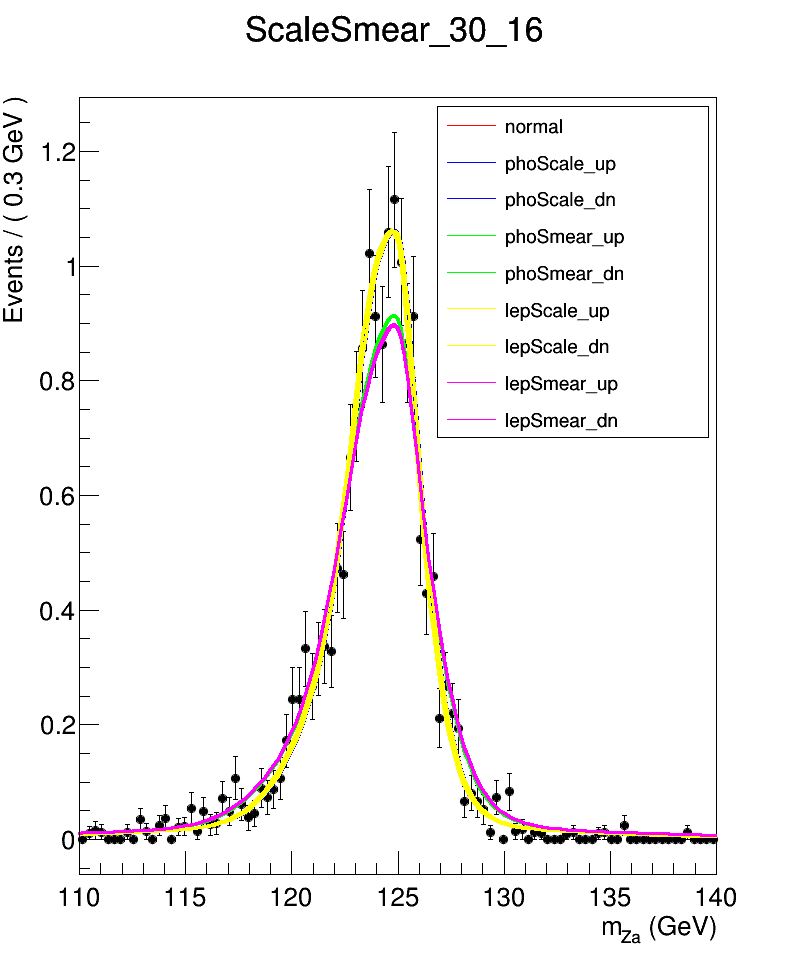 ScaleSmear_30_16
Events / ( 0.3 GeV )
normal
phoScale_up
phoScale_dn
phoSmear_up
phoSmear_dn
lepScale_up
lepScale_dn
lepSmear_up
lepSmear_dn
1.2
1
0.8
0.6
0.4
0.2
0
110 115 120 125 130 135 140
m_Za (GeV)